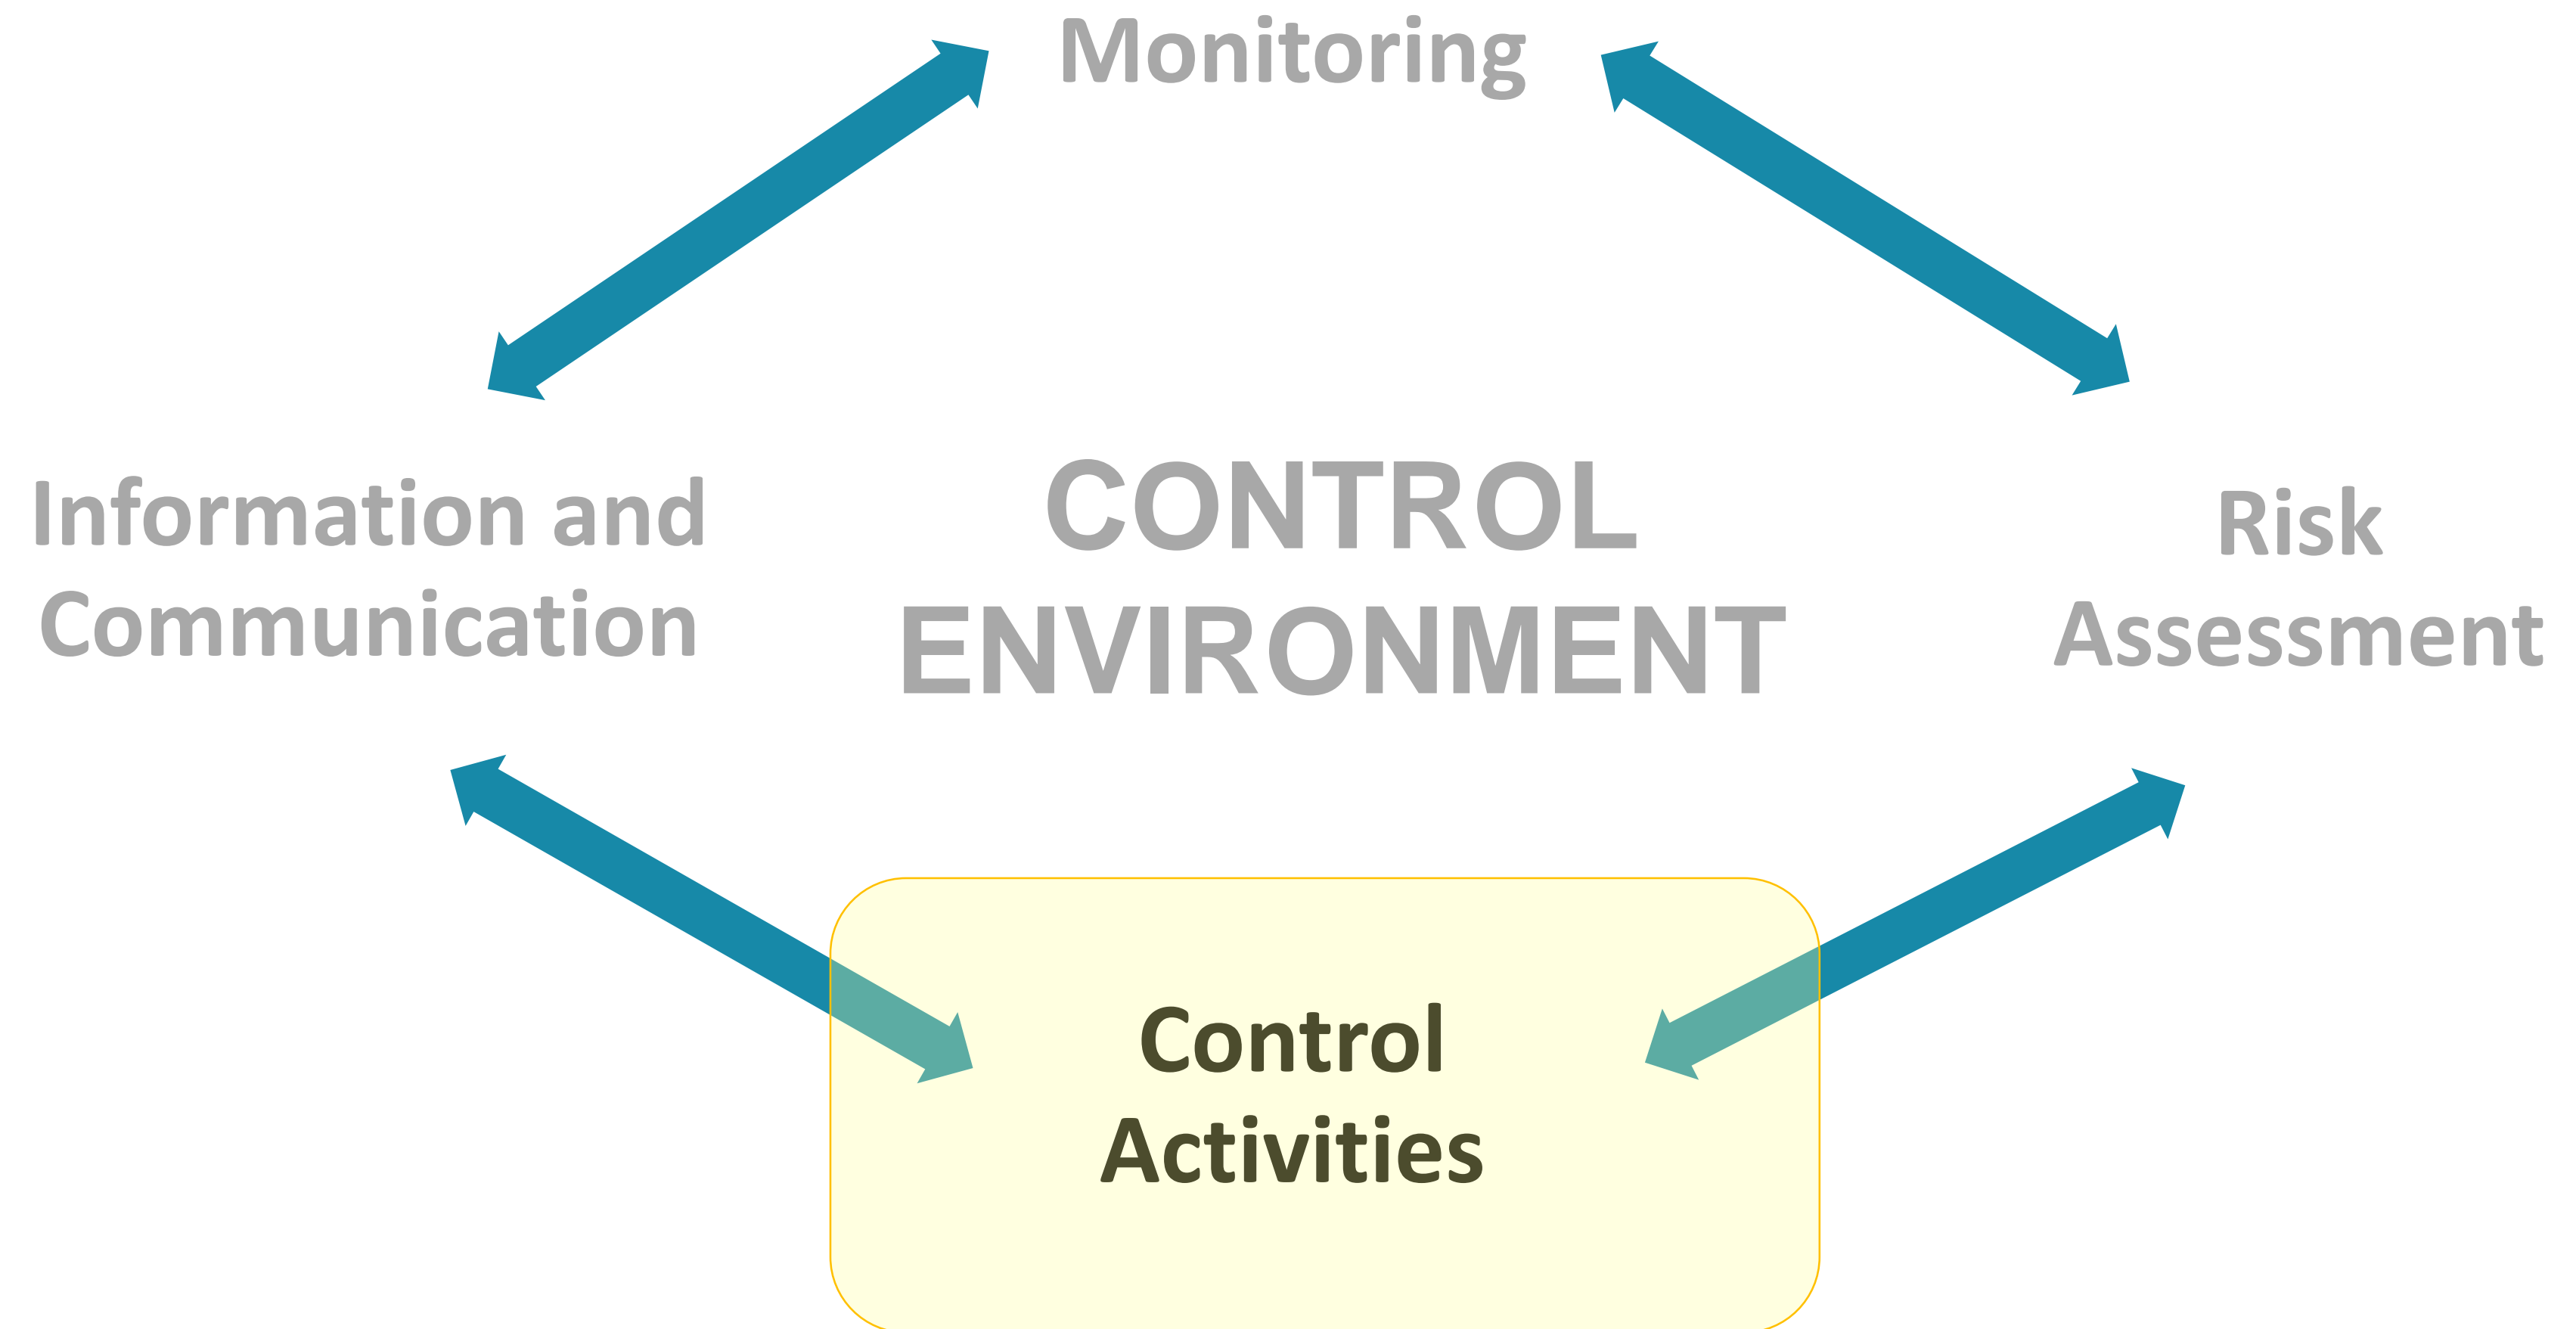 Monitoring
Information and
Communication
CONTROL
ENVIRONMENT
Risk
Assessment
Control
Activities